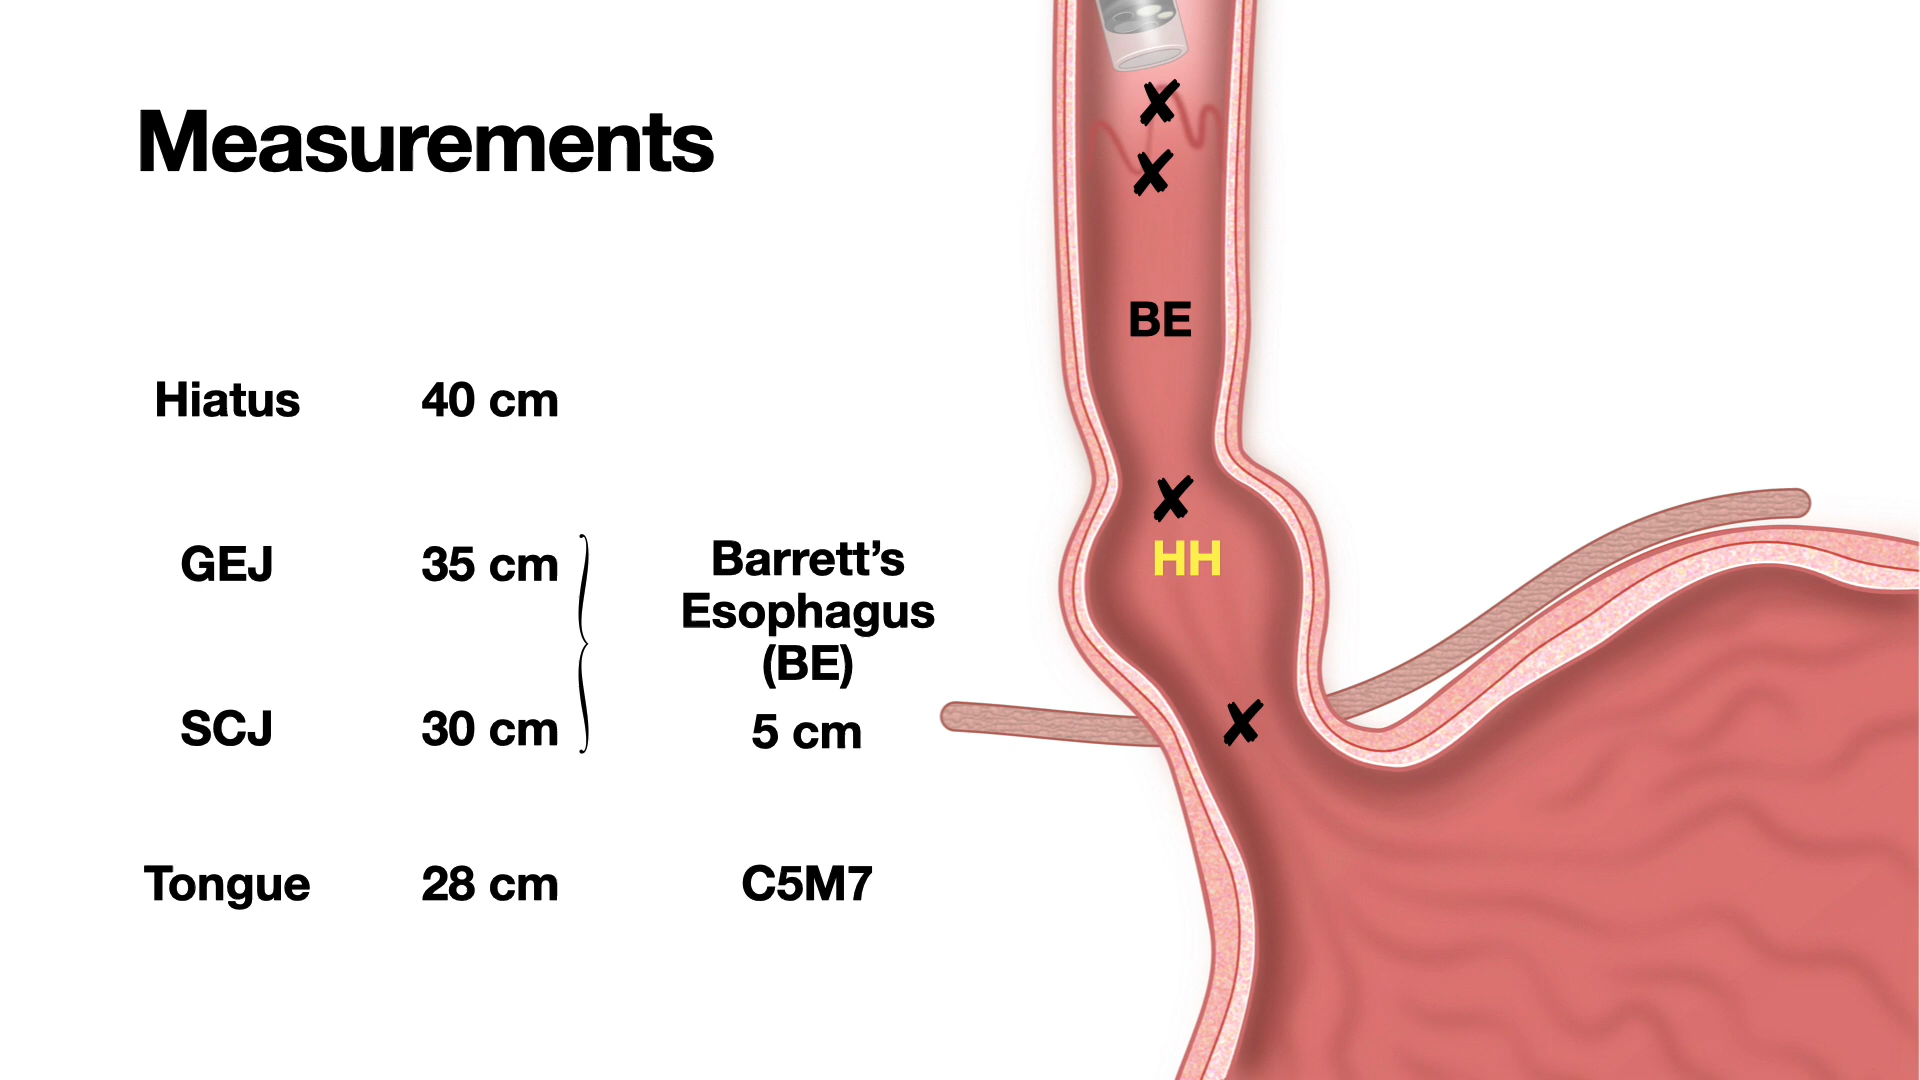 Measurements
Hiatus 40 cm
GEJ 35 cm
SCJ 30 cm
Tongue 28 cm
Barrett’s
Esophagus
(BE)
5 cm
C5M7
BE
HH